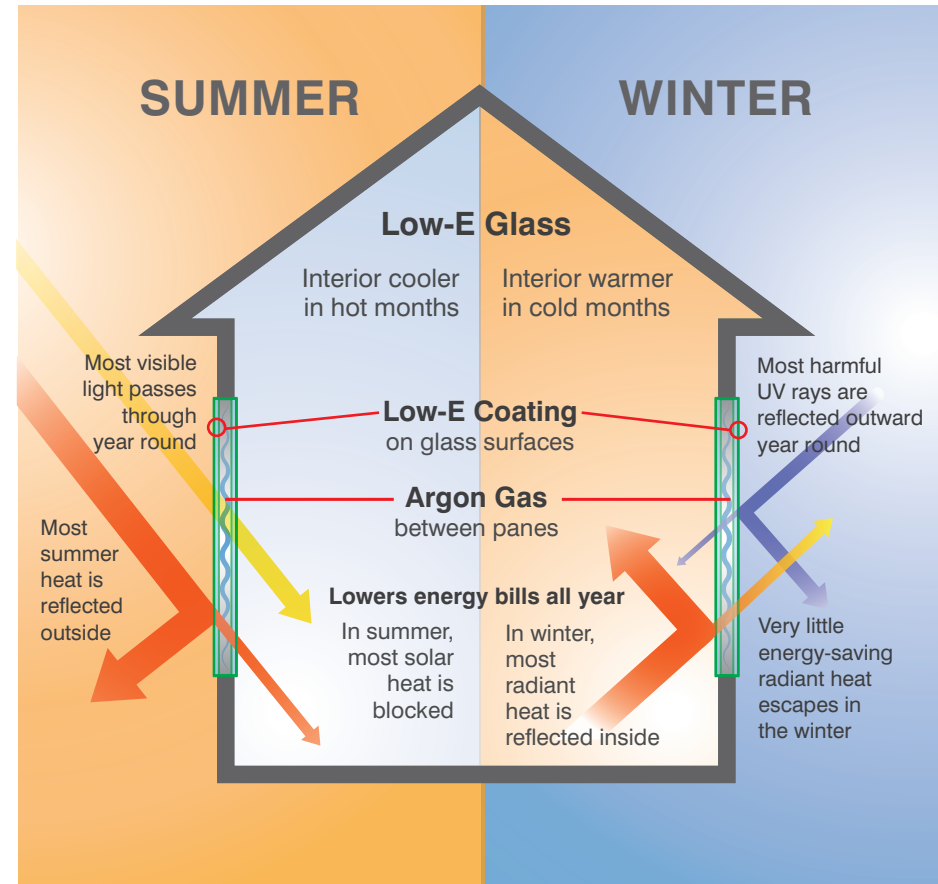 SUMMER
WINTER
Low-E Glass
Interior cooler
in hot months
Interior warmer
in cold months
Most visible
light passes
through
year round
Most harmful
UV rays are
reflected outward
year round
Low-E Coating
on glass surfaces
Argon Gas
between panes
Most
summer
heat is
reflected
outside
Lowers energy bills all year
In summer,
most solar
heat is
blocked
In winter,
most
radiant
heat is
reflected inside
Very little
energy-saving
radiant heat
escapes in
the winter